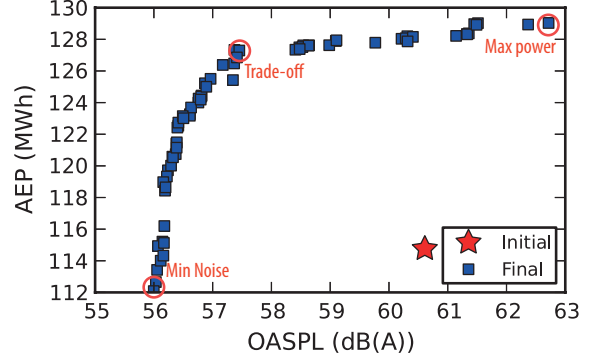 130
128
126
124
122
120
118
116
114
112
AEP (MWh)
Trade-off
Max power
Min Noise
Initial
Final
55 56 57 58 59 60 61 62 63
OASPL (dB(A))